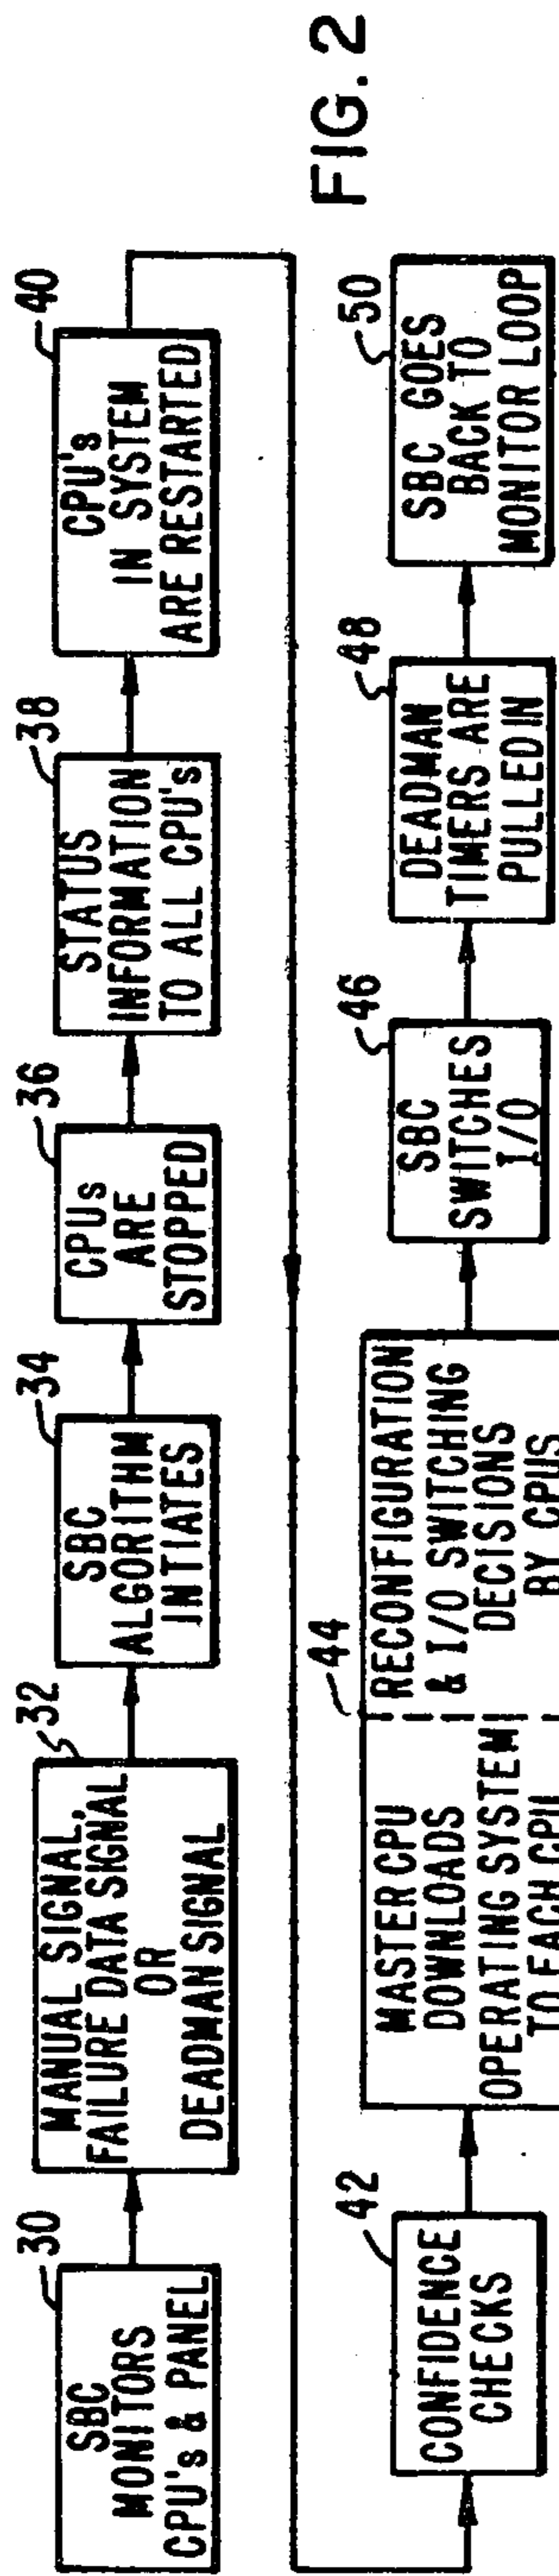 30
SBC
MONITORS
CPU's & PANEL
32
MANUAL SIGNAL,
FAILURE DATA SIGNAL
OR
DEADMAN SIGNAL
34
SBC
ALGORITHM
INTIATES
36
CPUs
ARE
STOPPED
38
STATUS
INFORMATION
TO ALL CPU's
40
CPU's
IN SYSTEM
ARE RESTARTED
42
CONFIDENCE
CHECKS
44
MASTER CPU
DOWNLOADS
OPERATING SYSTEM
TO EACH CPU
RECONFIGURATION
& I/O SWITCHING
DECISIONS
BY CPUS
46
SBC
SWITCHES
I/O
48
DEADMAN
TIMERS ARE
PULLED IN
50
SBC GOES
BACK TO
MONITOR LOOP
FIG. 2